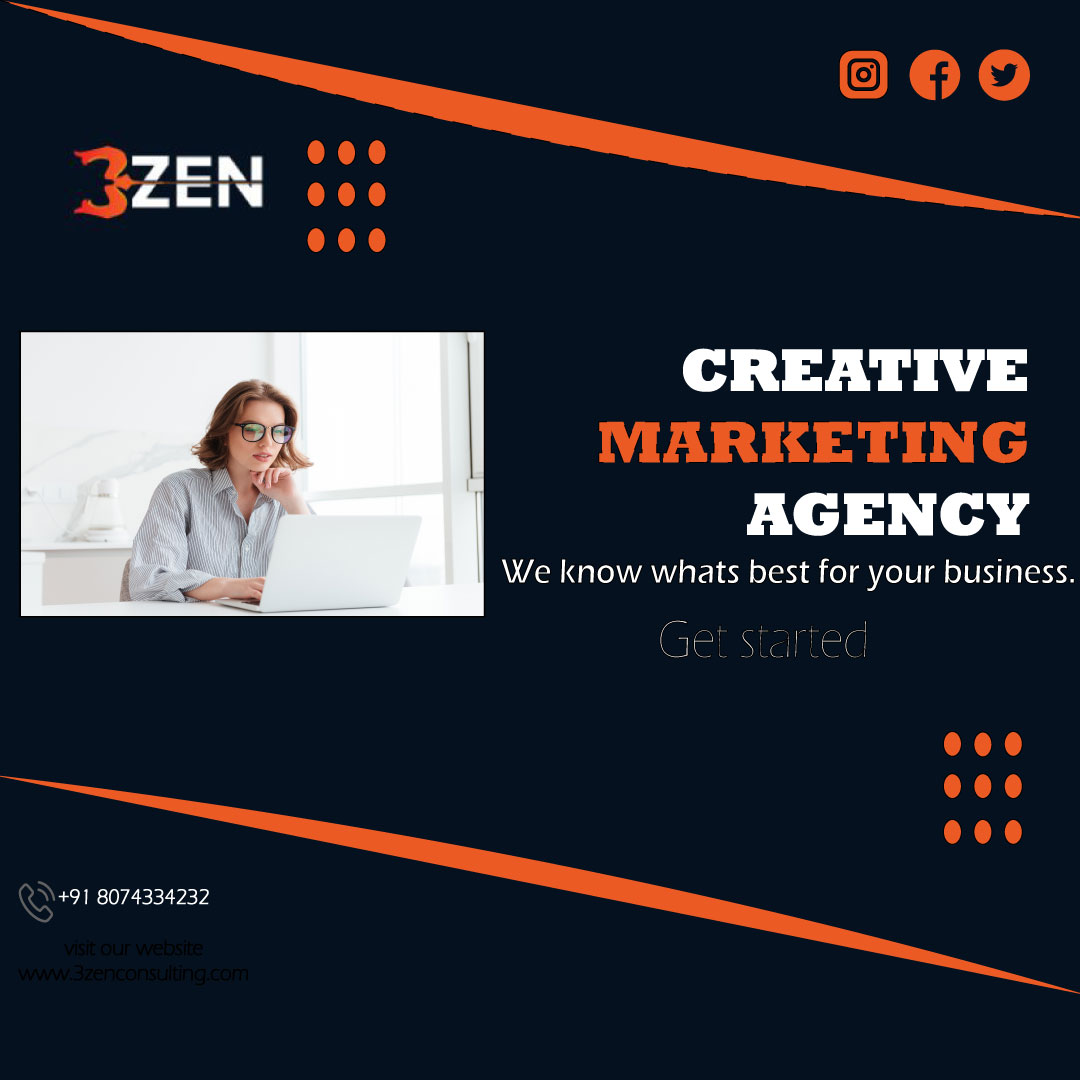 3ZEN
CREATIVE
MARKETING
AGENCY
We know whats best for your business.
Get started
+91 8074334232
visit our website
www.3zenconsulting.com